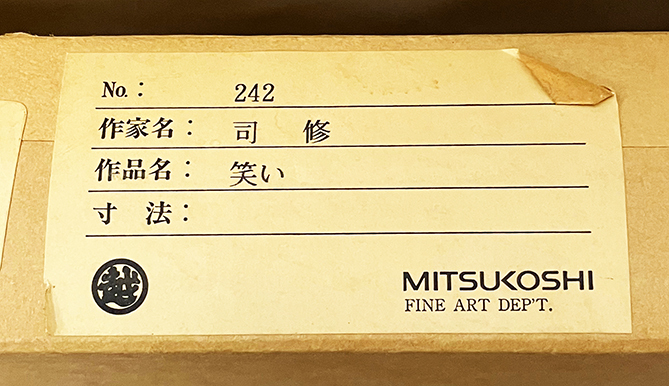 No.: 242
作家名: 司 修
作品名: 笑い
寸 法:
越
MITSUKOSHI
FINE ART DEP'T.